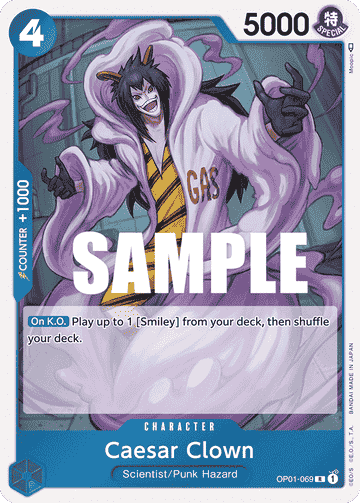 4
5000
特
SPECIAL
Moopic
COUNTER +1000
GAS
SAMPLE
On K.O. Play up to 1 [Smiley] from your deck, then shuffle
your deck.
CHARACTER
Caesar Clown
Scientist/Punk Hazard
OP01-069 R 1
©E.O./S. ©E.O./S., T.A. BANDAI MADE IN JAPAN